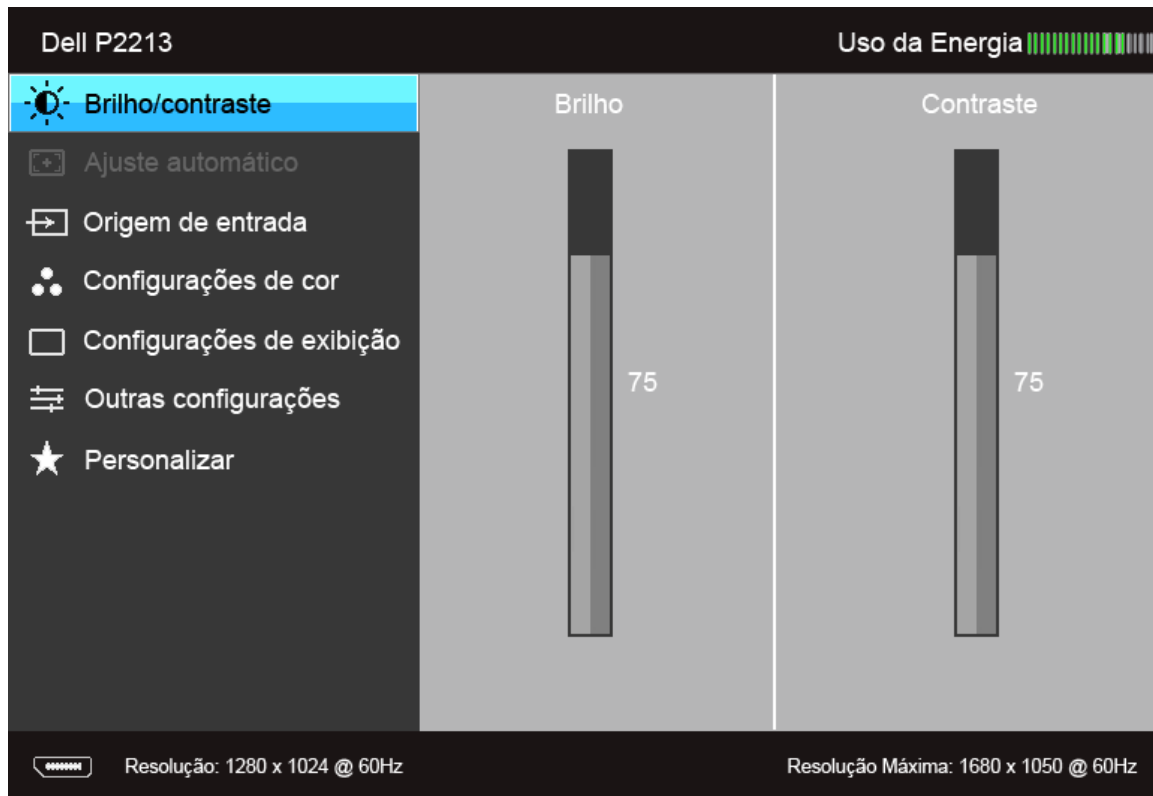 Dell P2213
Uso da Energia
Brilho/contraste
Ajuste automático
Origem de entrada
Configurações de cor
Configurações de exibição
Outras configurações
Personalizar
Brilho
75
Contraste
75
Resolução: 1280 x 1024 @ 60Hz
Resolução Máxima: 1680 x 1050 @ 60Hz